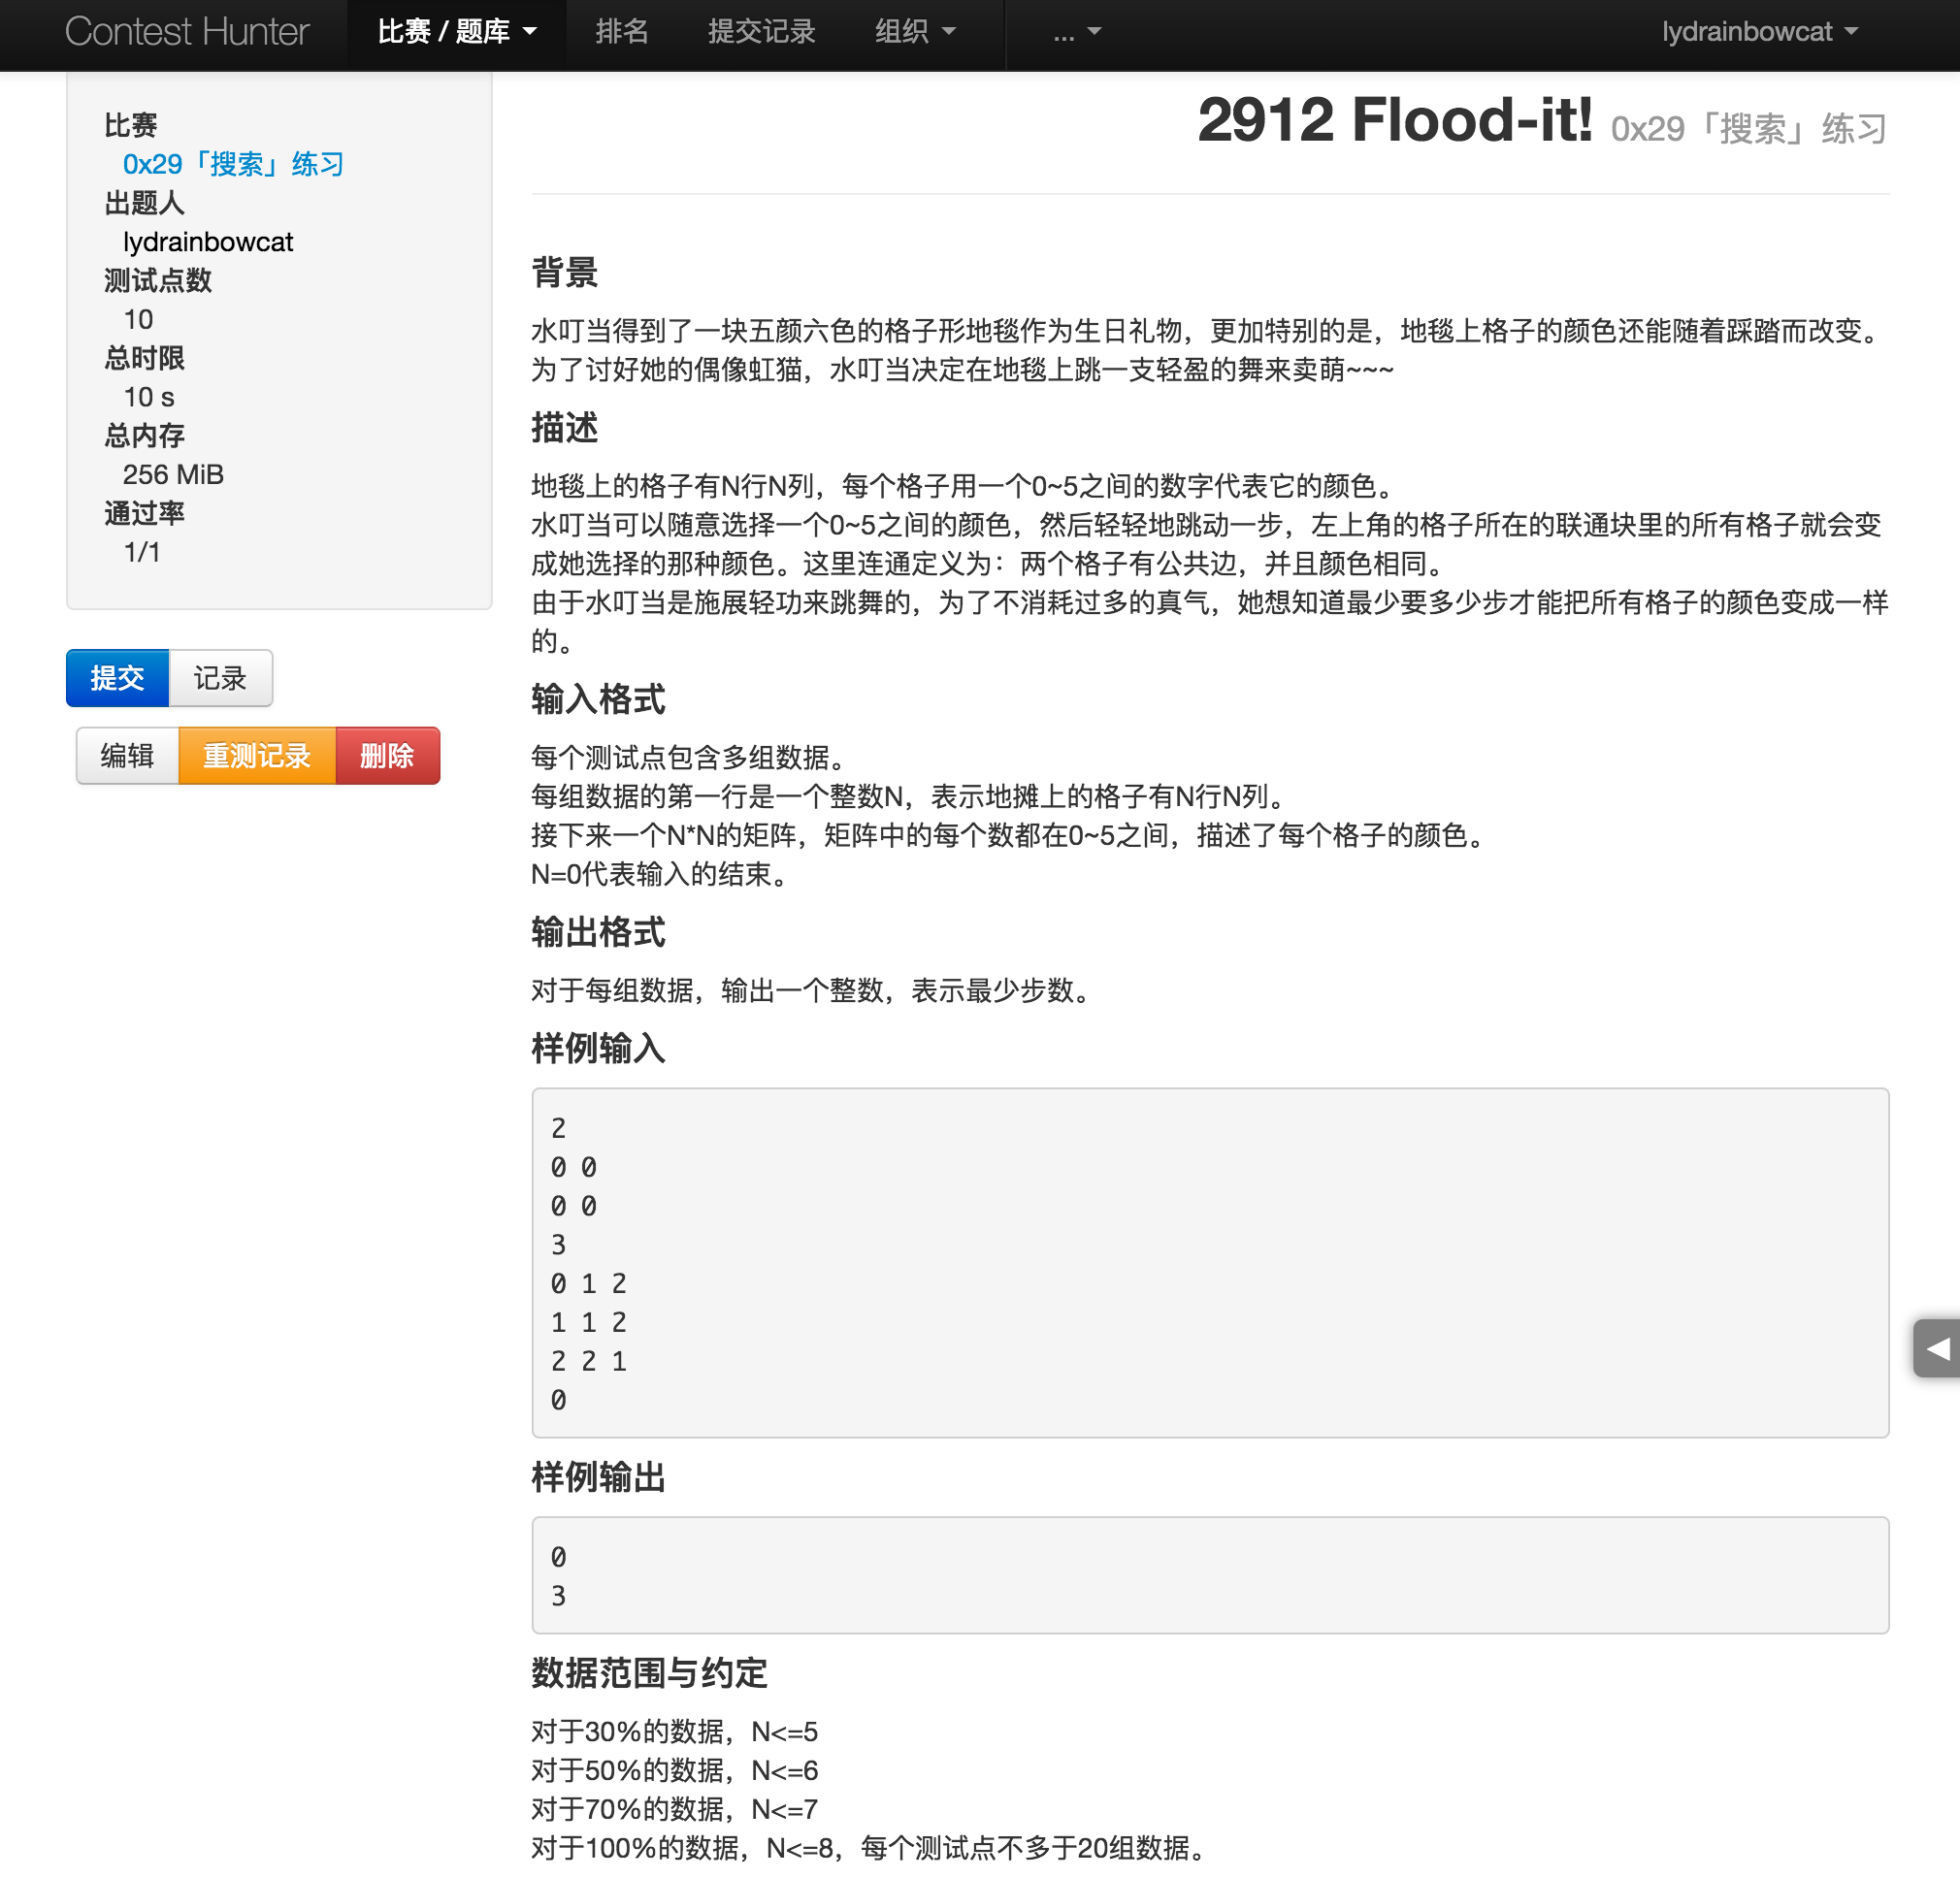 Contest Hunter 比赛 / 题库 排名 提交记录 组织 ... lydrainbowcat
比赛
0x29「搜索」练习
出题人
lydrainbowcat
测试点数
10
总时限
10 s
总内存
256 MiB
通过率
1/1
提交 记录
编辑 重测记录 删除
2912 Flood-it! 0x29「搜索」练习
背景
水叮当得到了一块五颜六色的格子形地毯作为生日礼物，更加特别的是，地毯上格子的颜色还能随着踩踏而改变。
为了讨好她的偶像虹猫，水叮当决定在地毯上跳一支轻盈的舞来卖萌~~~
描述
地毯上的格子有N行N列，每个格子用一个0~5之间的数字代表它的颜色。
水叮当可以随意选择一个0~5之间的颜色，然后轻轻地跳动一步，左上角的格子所在的联通块里的所有格子就会变
成她选择的那种颜色。这里连通定义为：两个格子有公共边，并且颜色相同。
由于水叮当是施展轻功来跳舞的，为了不消耗过多的真气，她想知道最少要多少步才能把所有格子的颜色变成一样
的。
输入格式
每个测试点包含多组数据。
每组数据的第一行是一个整数N，表示地摊上的格子有N行N列。
接下来一个N*N的矩阵，矩阵中的每个数都在0~5之间，描述了每个格子的颜色。
N=0代表输入的结束。
输出格式
对于每组数据，输出一个整数，表示最少步数。
样例输入
2
0 0
0 0
3
0 1 2
1 1 2
2 2 1
0
样例输出
0
3
数据范围与约定
对于30%的数据，N<=5
对于50%的数据，N<=6
对于70%的数据，N<=7
对于100%的数据，N<=8，每个测试点不多于20组数据。